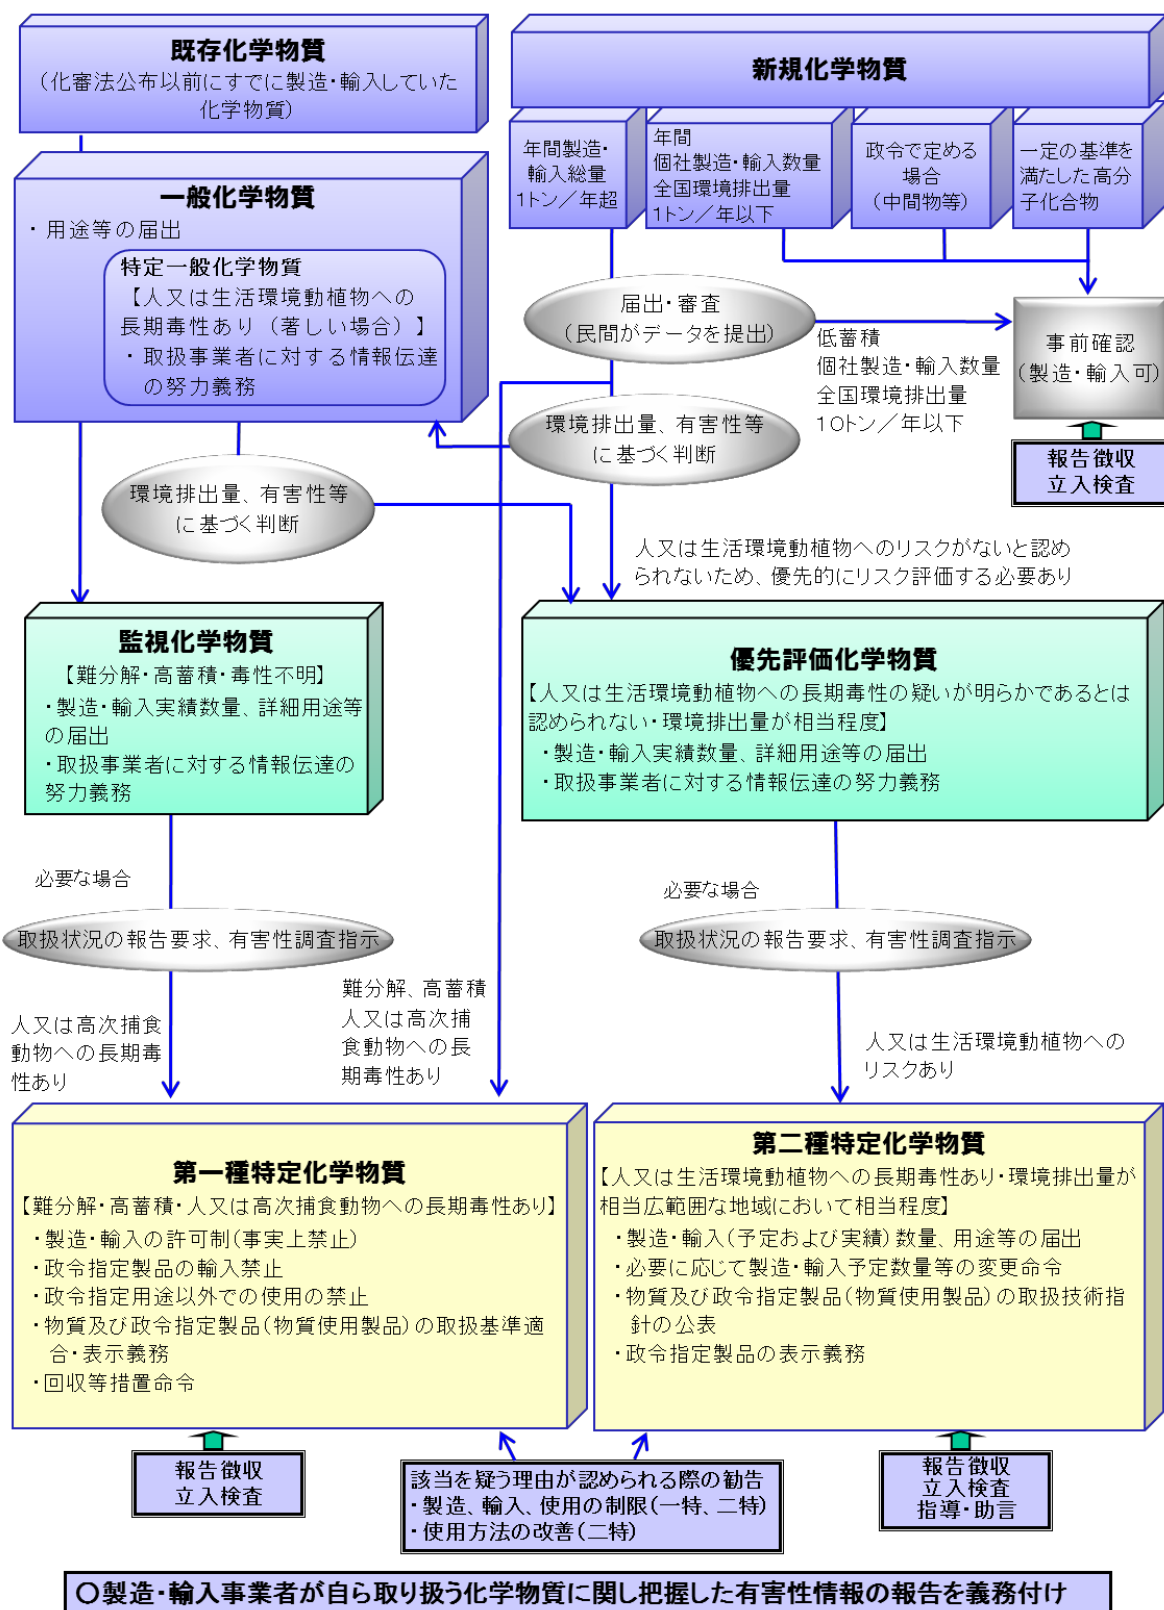 既存化学物質
（化審法公布以前にすでに製造・輸入していた
化学物質）
新規化学物質
年間製造・
輸入総量
1トン／年超
年間
個社製造・輸入数量
全国環境排出量
1トン／年以下
政令で定める
場合
（中間物等）
一定の基準を
満たした高分
子化合物
一般化学物質
・用途等の届出
特定一般化学物質
【人又は生活環境動植物への
長期毒性あり（著しい場合）】
・取扱事業者に対する情報伝達
の努力義務
届出・審査
（民間がデータを提出）
低蓄積
個社製造・輸入数量
全国環境排出量
10トン／年以下
事前確認
（製造・輸入可）
報告徴収
立入検査
環境排出量、有害性等
に基づく判断
環境排出量、有害性等
に基づく判断
人又は生活環境動植物へのリスクがないと認め
られないため、優先的にリスク評価する必要あり
監視化学物質
【難分解・高蓄積・毒性不明】
・製造・輸入実績数量、詳細用途等
の届出
・取扱事業者に対する情報伝達の
努力義務
優先評価化学物質
【人又は生活環境動植物への長期毒性の疑いが明らかであるとは
認められない・環境排出量が相当程度】
・製造・輸入実績数量、詳細用途等の届出
・取扱事業者に対する情報伝達の努力義務
必要な場合
取扱状況の報告要求、有害性調査指示
人又は高次捕食
動物への長期毒
性あり
難分解、高蓄積
人又は高次捕
食動物への長
期毒性あり
必要な場合
取扱状況の報告要求、有害性調査指示
人又は生活環境動植物への
リスクあり
第一種特定化学物質
【難分解・高蓄積・人又は高次捕食動物への長期毒性あり】
・製造・輸入の許可制（事実上禁止）
・政令指定製品の輸入禁止
・政令指定用途以外での使用の禁止
・物質及び政令指定製品（物質使用製品）の取扱基準適
合・表示義務
・回収等措置命令
第二種特定化学物質
【人又は生活環境動植物への長期毒性あり・環境排出量が
相当広範囲な地域において相当程度】
・製造・輸入（予定および実績）数量、用途等の届出
・必要に応じて製造・輸入予定数量等の変更命令
・物質及び政令指定製品（物質使用製品）の取扱技術指
針の公表
・政令指定製品の表示義務
報告徴収
立入検査
該当を疑う理由が認められる際の勧告
・製造、輸入、使用の制限（一特、二特）
・使用方法の改善（二特）
報告徴収
立入検査
指導・助言
○製造・輸入事業者が自ら取り扱う化学物質に関し把握した有害性情報の報告を義務付け